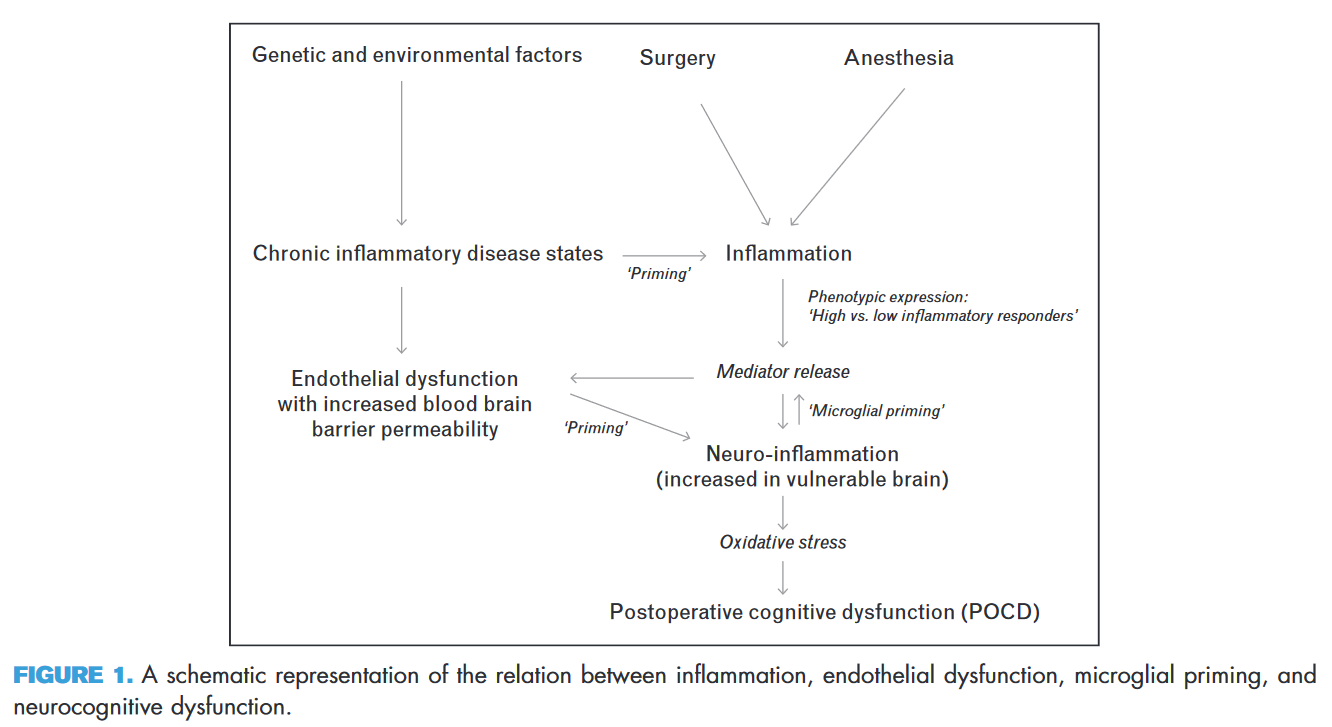 Genetic and environmental factors
Surgery
Anesthesia
Chronic inflammatory disease states
'Priming'
Inflammation
Phenotypic expression:
'High vs. low inflammatory responders'
Mediator release
Endothelial dysfunction
with increased blood brain
barrier permeability
'Microglial priming'
'Priming'
Neuro-inflammation
(increased in vulnerable brain)
Oxidative stress
Postoperative cognitive dysfunction (POCD)
FIGURE 1. A schematic representation of the relation between inflammation, endothelial dysfunction, microglial priming, and
neurocognitive dysfunction.